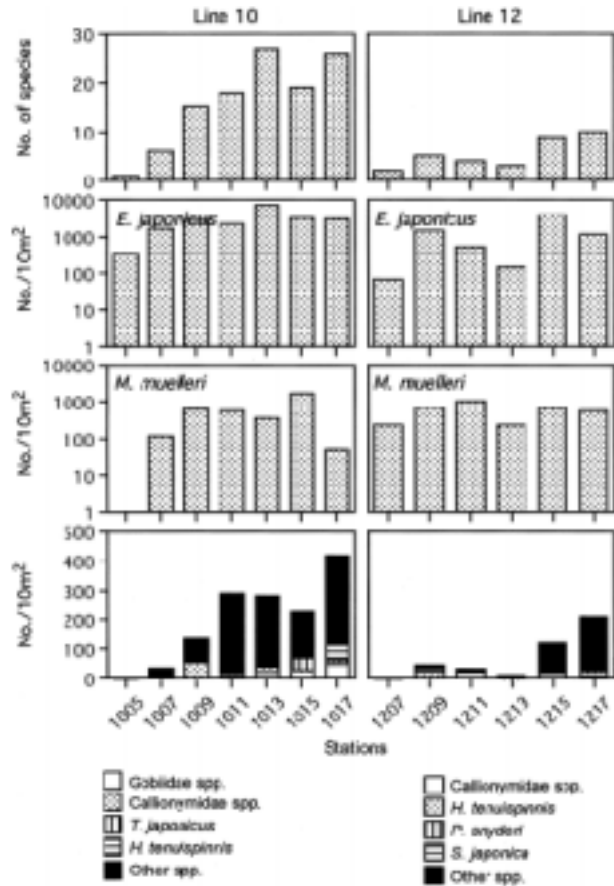 Line 10
Line 12
No. of species
30
20
10
0
No./10m2
10000
1000
100
10
1
E. japonicus
E. japonicus
No./10m2
10000
1000
100
10
1
M. muelleri
M. muelleri
No./10m2
500
400
300
200
100
0
1005
1007
1009
1011
1013
1015
1017
1207
1209
1211
1213
1215
1217
Stations
Gobiidae spp.
Callionymidae spp.
T. japonicus
H. tenuispinnis
Other spp.
Callionymidae spp.
H. tenuispinnis
P. snyderi
S. japonica
Other spp.